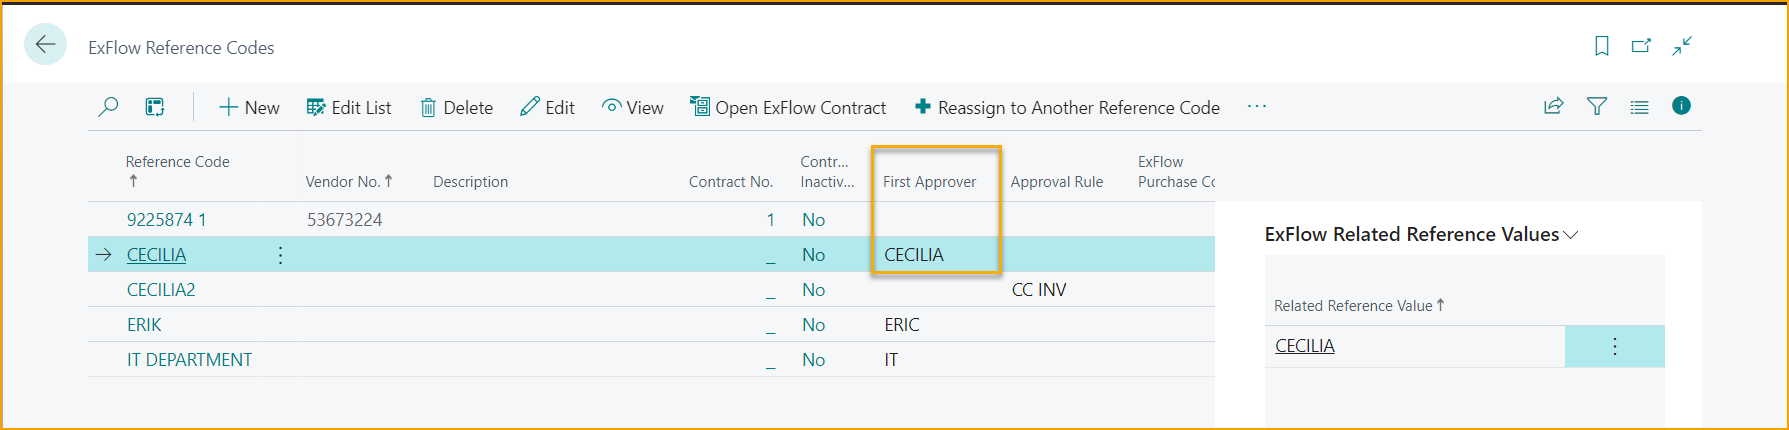 ExFlow Reference Codes
New Edit List Delete Edit View Open ExFlow Contract Reassign to Another Reference Code ...
Reference Code Vendor No. Description Contract No. Contr... Inactiv... First Approver Approval Rule ExFlow Purchase Co
9225874 1 53673224 1 No
CECILIA _ No CECILIA
CECILIA2 _ No CC INV
ERIK _ No ERIC
IT DEPARTMENT _ No IT
ExFlow Related Reference Values
Related Reference Value
CECILIA